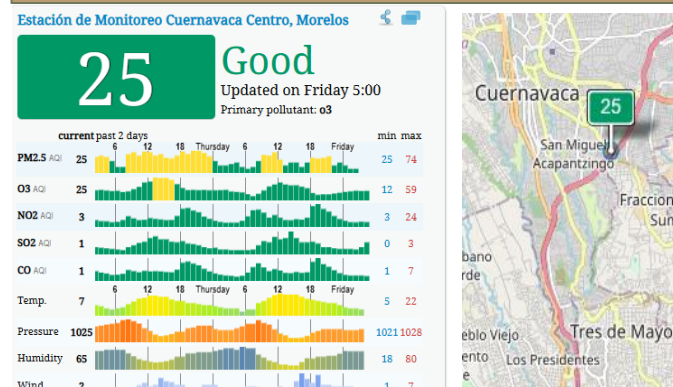 Estación de Monitoreo Cuernavaca Centro, Morelos
25
Good
Updated on Friday 5:00
Primary pollutant: o3
current past 2 days min max
6 12 18 Thursday 6 12 18 Friday
PM2.5 AQI 25 25 74
O3 AQI 25 12 59
NO2 AQI 3 3 24
SO2 AQI 1 0 3
CO AQI 1 1 7
6 12 18 Thursday 6 12 18 Friday
Temp. 7 5 22
Pressure 1025 1021 1028
Humidity 65 18 80
Wind 2 1 7
Cuernavaca
25
San Miguel
Acapantzingo
Fraccion
Sum
bano
rde
eblo Viejo
Tres de Mayo
ento
Los Presidentes
e